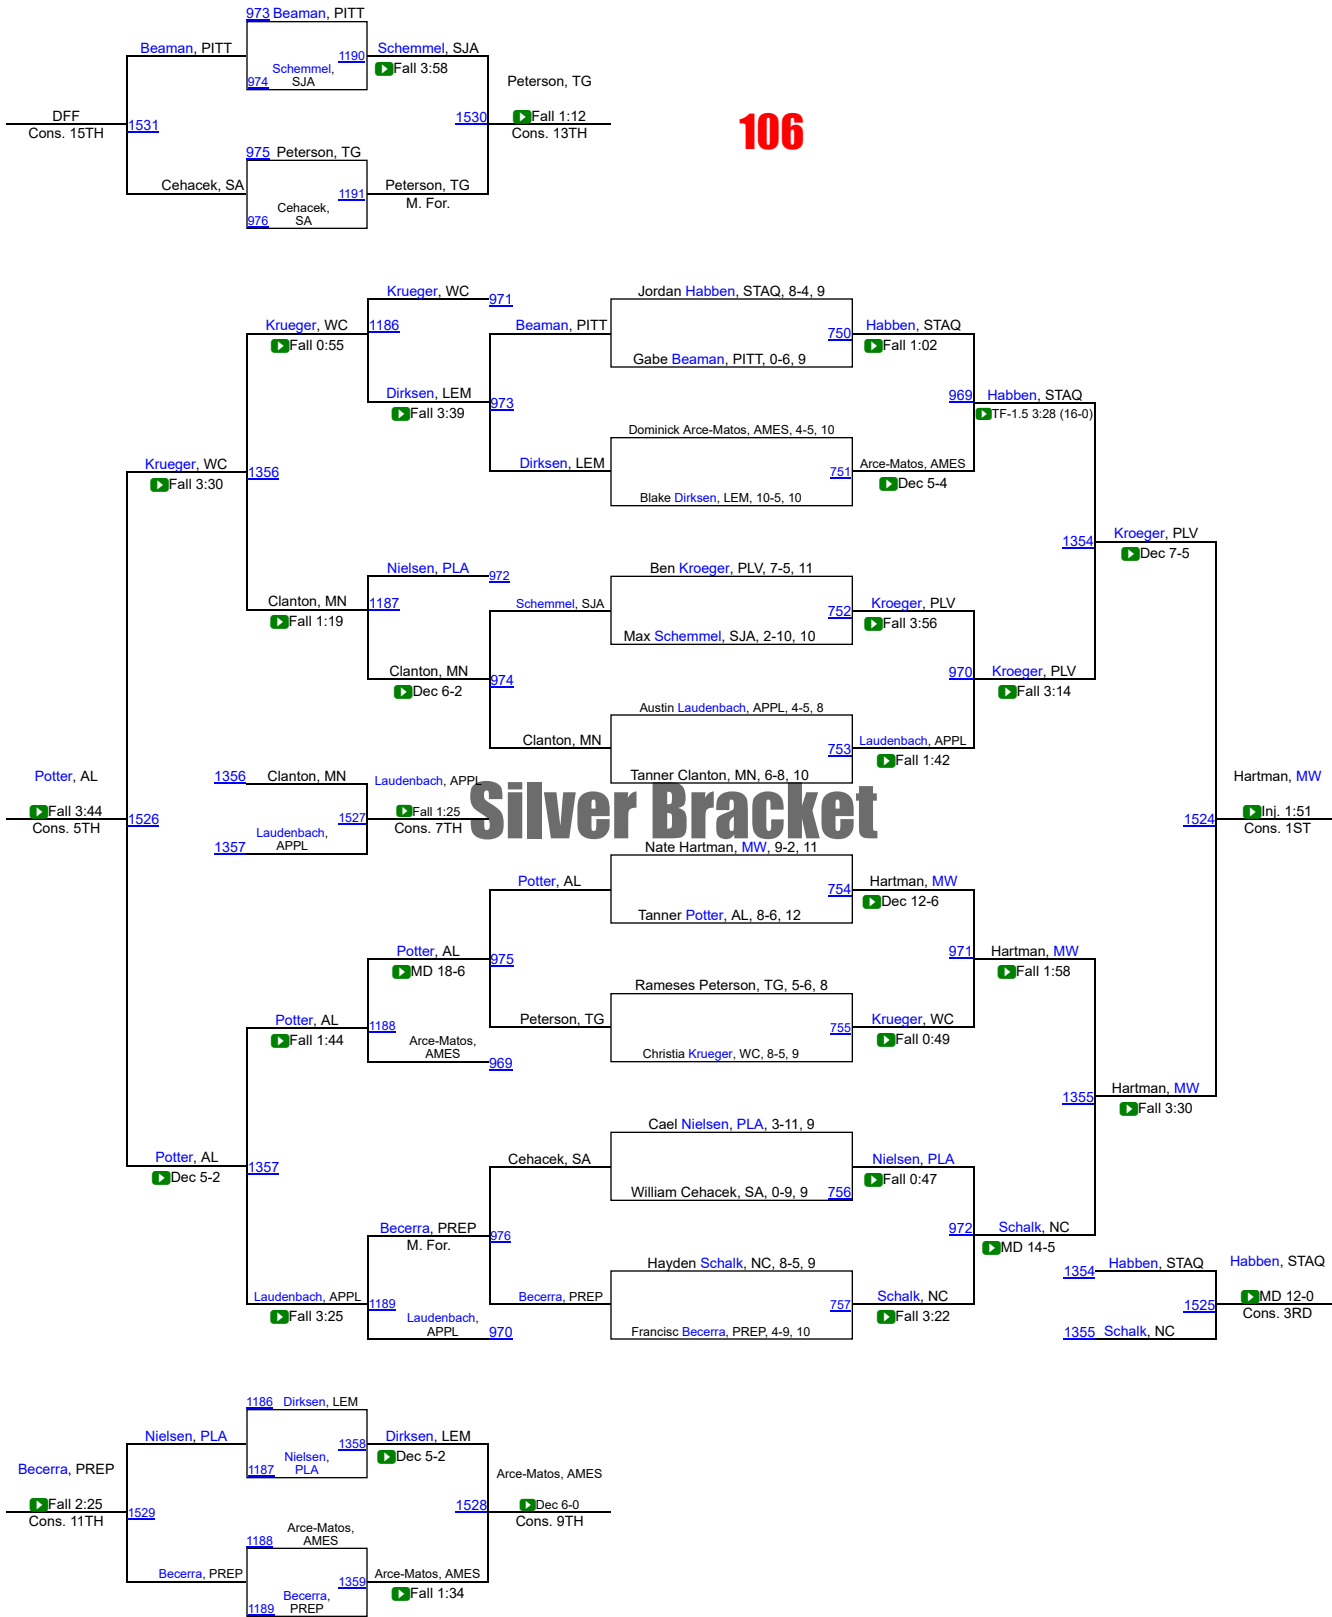 973 Beaman, PITT
Beaman, PITT
1190
Schemmel, SJA
Schemmel,
SJA
974
Fall 3:58
Peterson, TG
DFF
Cons. 15TH
1531
1530
Fall 1:12
Cons. 13TH
106
975 Peterson, TG
Cehacek, SA
1191
Peterson, TG
M. For.
Cehacek,
SA
976
Krueger, WC
971
Jordan Habben, STAQ, 8-4, 9
Krueger, WC
Fall 0:55
1186
Beaman, PITT
750
Habben, STAQ
Fall 1:02
Gabe Beaman, PITT, 0-6, 9
Dirksen, LEM
Fall 3:39
973
969
Habben, STAQ
TF-1.5 3:28 (16-0)
Dominick Arce-Matos, AMES, 4-5, 10
Krueger, WC
Fall 3:30
1356
Dirksen, LEM
751
Arce-Matos, AMES
Dec 5-4
Blake Dirksen, LEM, 10-5, 10
1354
Kroeger, PLV
Dec 7-5
Nielsen, PLA
972
Ben Kroeger, PLV, 7-5, 11
Clanton, MN
Fall 1:19
1187
Schemmel, SJA
752
Kroeger, PLV
Fall 3:56
Max Schemmel, SJA, 2-10, 10
Clanton, MN
Dec 6-2
974
970
Kroeger, PLV
Fall 3:14
Austin Laudenbach, APPL, 4-5, 8
Clanton, MN
753
Laudenbach, APPL
Fall 1:42
Tanner Clanton, MN, 6-8, 10
Potter, AL
Fall 3:44
Cons. 5TH
1526
1356
Clanton, MN
Laudenbach, APPL
Fall 1:25
Cons. 7TH
1527
Laudenbach,
APPL
1357
Silver Bracket
Hartman, MW
Inj. 1:51
Cons. 1ST
1524
Nate Hartman, MW, 9-2, 11
Potter, AL
754
Hartman, MW
Dec 12-6
Tanner Potter, AL, 8-6, 12
Potter, AL
MD 18-6
975
971
Hartman, MW
Fall 1:58
Rameses Peterson, TG, 5-6, 8
Potter, AL
Fall 1:44
1188
Peterson, TG
755
Krueger, WC
Fall 0:49
Arce-Matos,
AMES
969
Christia Krueger, WC, 8-5, 9
1355
Hartman, MW
Fall 3:30
Cael Nielsen, PLA, 3-11, 9
Potter, AL
Dec 5-2
1357
Cehacek, SA
Nielsen, PLA
Fall 0:47
William Cehacek, SA, 0-9, 9
756
Becerra, PREP
M. For.
976
972
Schalk, NC
MD 14-5
Hayden Schalk, NC, 8-5, 9
1354
Habben, STAQ
Habben, STAQ
Laudenbach, APPL
Fall 3:25
1189
Becerra, PREP
757
Schalk, NC
Fall 3:22
1525
MD 12-0
Cons. 3RD
Laudenbach,
APPL
970
Francisc Becerra, PREP, 4-9, 10
1355
Schalk, NC
1186
Dirksen, LEM
Nielsen, PLA
1358
Dirksen, LEM
Dec 5-2
Nielsen,
PLA
1187
Becerra, PREP
Fall 2:25
Cons. 11TH
1529
1528
Arce-Matos, AMES
Dec 6-0
Cons. 9TH
Arce-Matos,
AMES
1188
Becerra, PREP
1359
Arce-Matos, AMES
Fall 1:34
Becerra,
PREP
1189